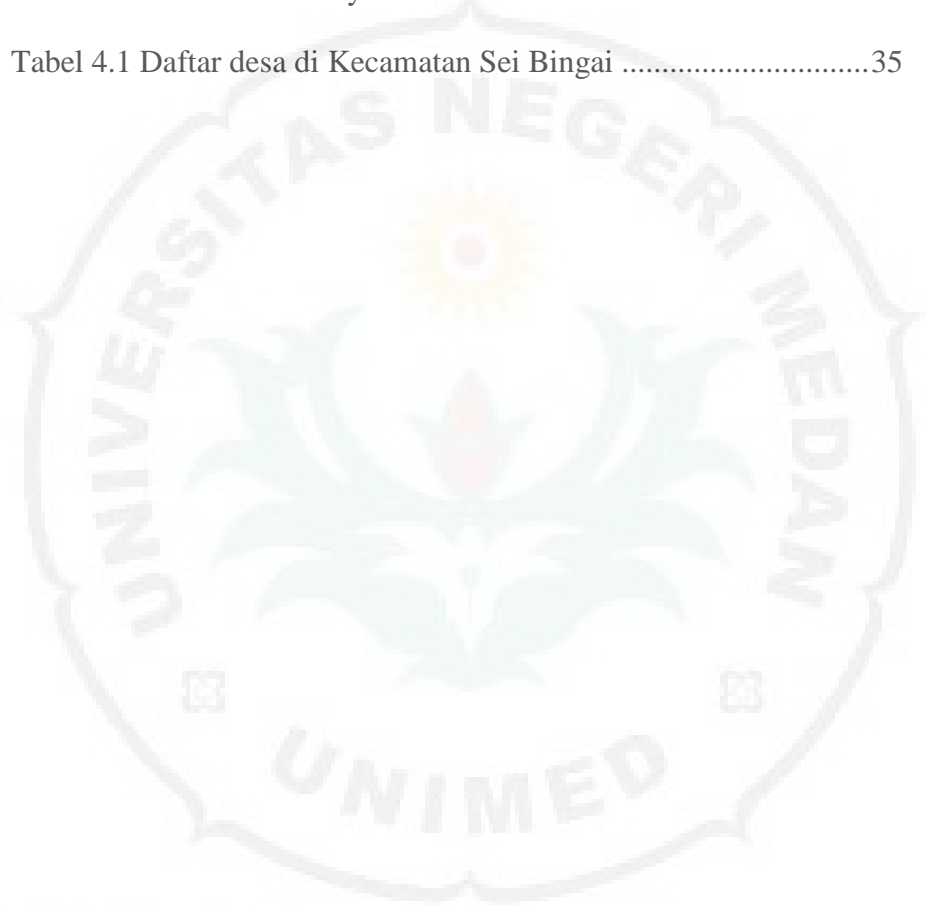 Tabel 4.1 Daftar desa di Kecamatan Sei Bingai ..............................35
UNIVERSITAS NEGERI MEDAN
UNIMED